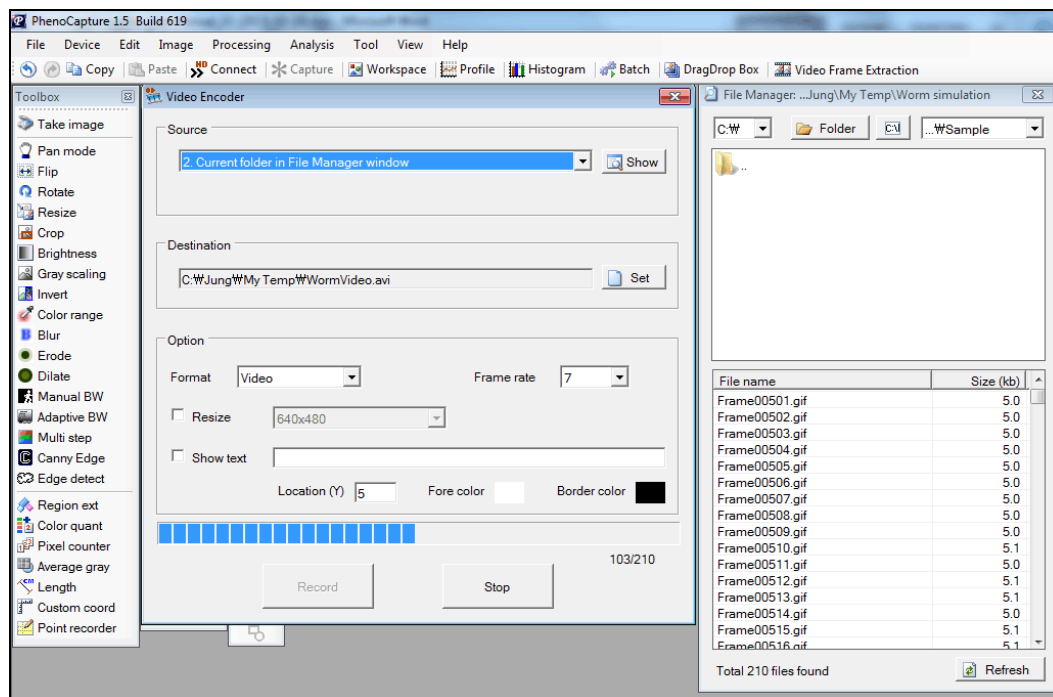 PhenoCapture 1.5 Build 619
File Device Edit Image Processing Analysis Tool View Help
Copy Paste HD Connect Capture Workspace Profile Histogram Batch DragDrop Box Video Frame Extraction
Toolbox
Take image
Pan mode
Flip
Rotate
Resize
Crop
Brightness
Gray scaling
Invert
Color range
Blur
Erode
Dilate
Manual BW
Adaptive BW
Multi step
Canny Edge
Edge detect
Region ext
Color quant
Pixel counter
Average gray
Length
Custom coord
Point recorder
Video Encoder
Source
2. Current folder in File Manager window
Show
Destination
C:₩Jung₩My Temp₩WormVideo.avi
Set
Option
Format Video Frame rate 7
Resize 640x480
Show text
Location (Y) 5 Fore color Border color
103/210
Record Stop
File Manager: ...Jung\My Temp\Worm simulation
C:₩ Folder C:\ ...₩Sample
..
File name Size (kb)
Frame00501.gif 5.0
Frame00502.gif 5.0
Frame00503.gif 5.0
Frame00504.gif 5.0
Frame00505.gif 5.0
Frame00506.gif 5.0
Frame00507.gif 5.0
Frame00508.gif 5.0
Frame00509.gif 5.0
Frame00510.gif 5.1
Frame00511.gif 5.0
Frame00512.gif 5.1
Frame00513.gif 5.1
Frame00514.gif 5.0
Frame00515.gif 5.1
Frame00516.gif 5.1
Total 210 files found Refresh